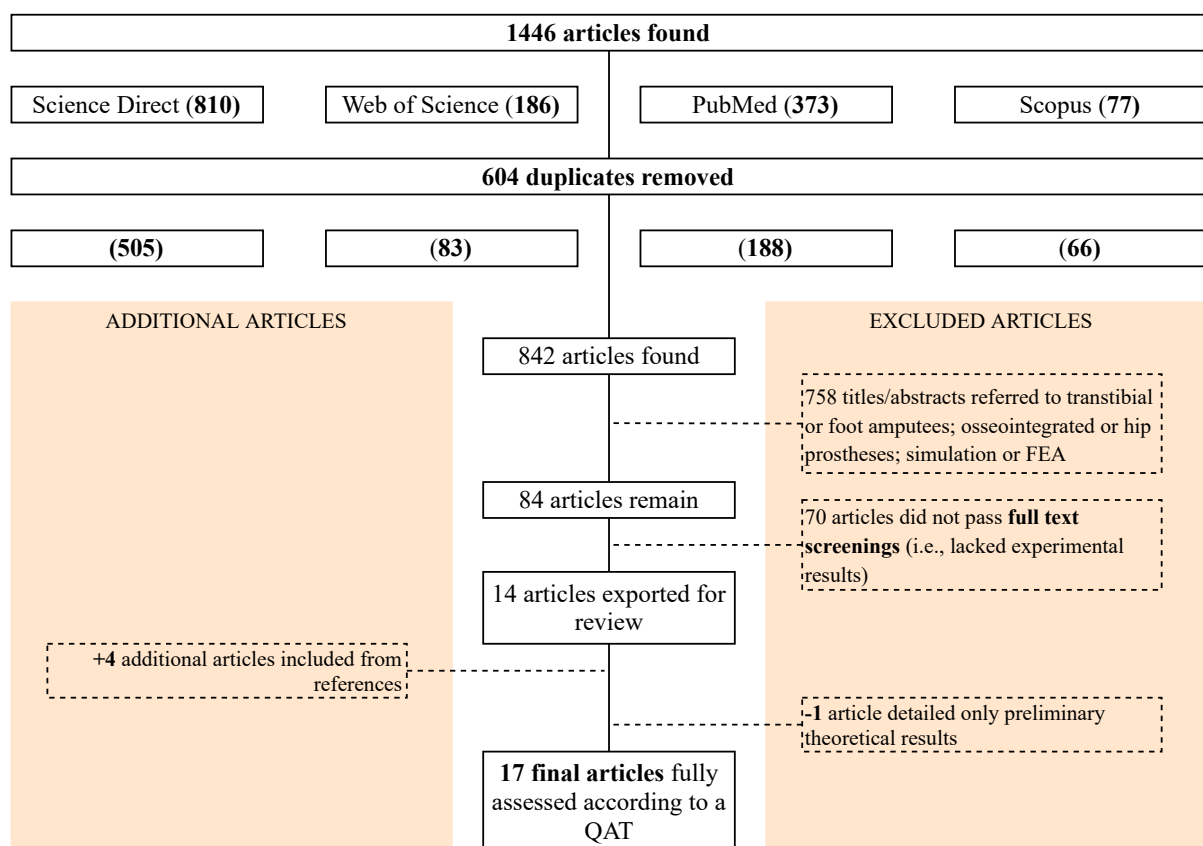 1446 articles found
Science Direct (810)
Web of Science (186)
PubMed (373)
Scopus (77)
604 duplicates removed
(505)
(83)
(188)
(66)
ADDITIONAL ARTICLES
EXCLUDED ARTICLES
842 articles found
758 titles/abstracts referred to transtibial
or foot amputees; osseointegrated or hip
prostheses; simulation or FEA
84 articles remain
70 articles did not pass full text
screenings (i.e., lacked experimental
results)
14 articles exported for
review
+4 additional articles included from
references
-1 article detailed only preliminary
theoretical results
17 final articles fully
assessed according to a
QAT